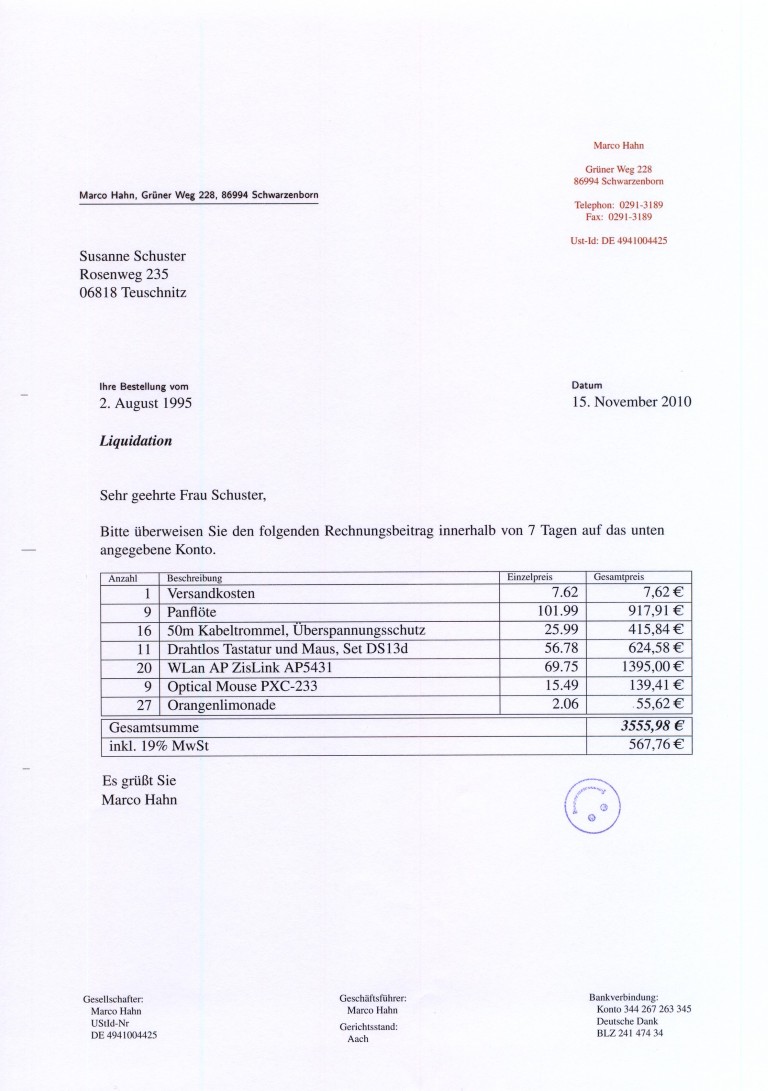 Marco Hahn
Grüner Weg 228
86994 Schwarzenborn
Telephon: 0291-3189
Fax: 0291-3189
Ust-Id: DE 4941004425
Marco Hahn, Grüner Weg 228, 86994 Schwarzenborn
Susanne Schuster
Rosenweg 235
06818 Teuschnitz
Ihre Bestellung vom Datum
2. August 1995 15. November 2010
Liquidation
Sehr geehrte Frau Schuster,
Bitte überweisen Sie den folgenden Rechnungsbeitrag innerhalb von 7 Tagen auf das unten
angegebene Konto.
Anzahl Beschreibung Einzelpreis Gesamtpreis
1 Versandkosten 7.62 7,62 €
9 Panflöte 101.99 917,91 €
16 50m Kabeltrommel, Überspannungsschutz 25.99 415,84 €
11 Drahtlos Tastatur und Maus, Set DS13d 56.78 624,58 €
20 WLan AP ZisLink AP5431 69.75 1395,00 €
9 Optical Mouse PXC-233 15.49 139,41 €
27 Orangenlimonade 2.06 55,62 €
Gesamtsumme 3555,98 €
inkl. 19% MwSt 567,76 €
Es grüßt Sie
Marco Hahn
Gesellschafter:
Marco Hahn
UStId-Nr
DE 4941004425
Geschäftsführer:
Marco Hahn
Gerichtsstand:
Aach
Bankverbindung:
Konto 344 267 263 345
Deutsche Dank
BLZ 241 474 34